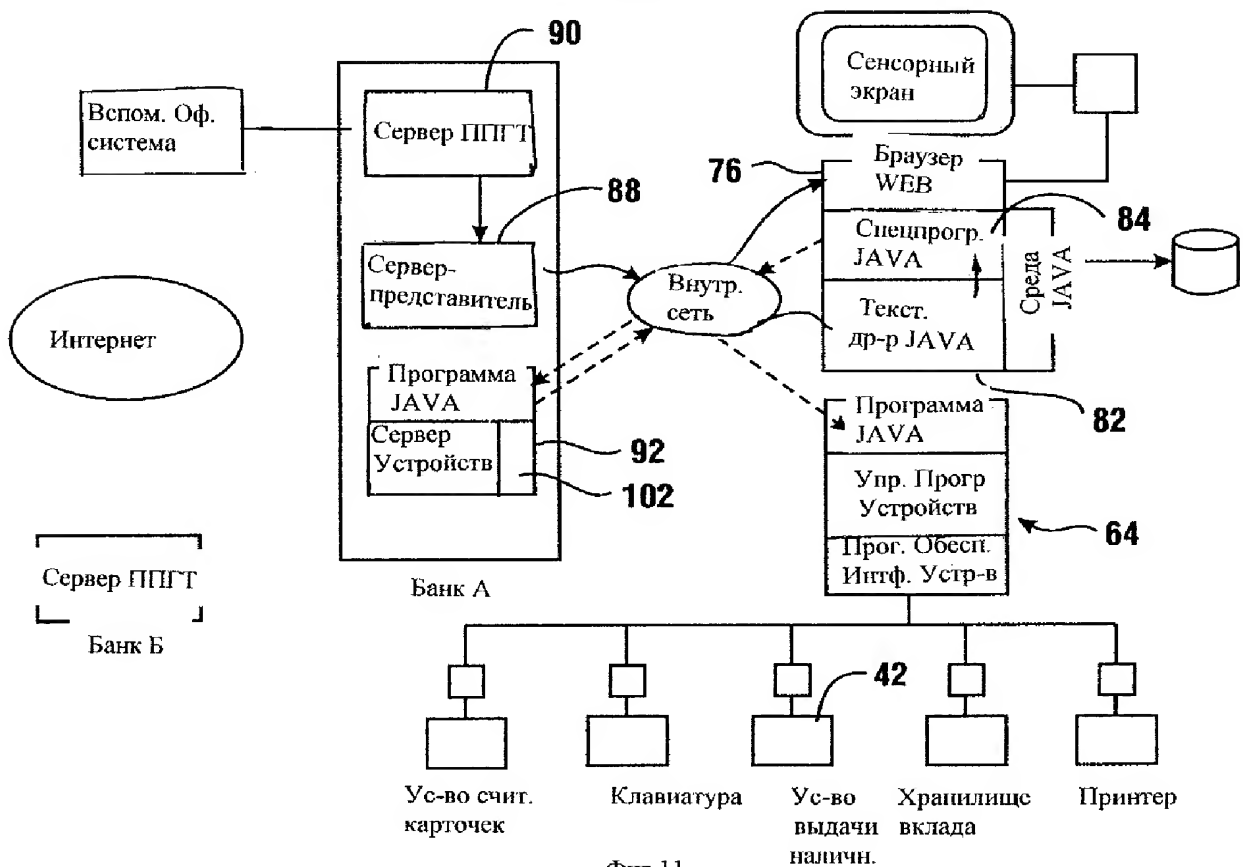 90
Вспом. Оф.
система
Сервер ППГТ
Сенсорный
экран
76
Браузер
WEB
88
Спецпрогр.
JAVA
84
Среда
JAVA
Сервер-
представитель
Внутр.
сеть
Текст.
др-р JAVA
Интернет
82
Программа
JAVA
Сервер
Устройств
92
102
Программа
JAVA
Упр. Прогр
Устройств
64
Прог. Обесп.
Интф. Устр-в
Сервер ППГТ
Банк Б
Банк А
42
Ус-во счит.
карточек
Клавиатура
Ус-во
выдачи
наличн.
Хранилище
вклада
Принтер
Фиг.11